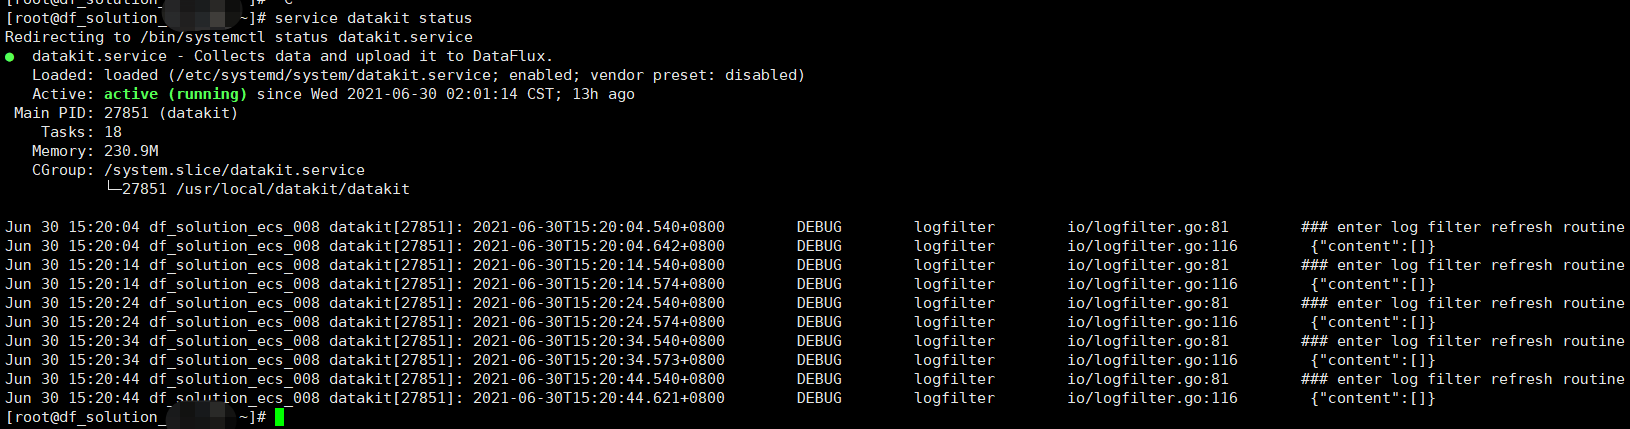 [root@df_solution_ ~]# ^C
[root@df_solution_ ~]# service datakit status
Redirecting to /bin/systemctl status datakit.service
● datakit.service - Collects data and upload it to DataFlux.
Loaded: loaded (/etc/systemd/system/datakit.service; enabled; vendor preset: disabled)
Active: active (running) since Wed 2021-06-30 02:01:14 CST; 13h ago
Main PID: 27851 (datakit)
Tasks: 18
Memory: 230.9M
CGroup: /system.slice/datakit.service
└─27851 /usr/local/datakit/datakit
Jun 30 15:20:04 df_solution_ecs_008 datakit[27851]: 2021-06-30T15:20:04.540+0800 DEBUG logfilter io/logfilter.go:81 ### enter log filter refresh routine
Jun 30 15:20:04 df_solution_ecs_008 datakit[27851]: 2021-06-30T15:20:04.642+0800 DEBUG logfilter io/logfilter.go:116 {"content":[]}
Jun 30 15:20:14 df_solution_ecs_008 datakit[27851]: 2021-06-30T15:20:14.540+0800 DEBUG logfilter io/logfilter.go:81 ### enter log filter refresh routine
Jun 30 15:20:14 df_solution_ecs_008 datakit[27851]: 2021-06-30T15:20:14.574+0800 DEBUG logfilter io/logfilter.go:116 {"content":[]}
Jun 30 15:20:24 df_solution_ecs_008 datakit[27851]: 2021-06-30T15:20:24.540+0800 DEBUG logfilter io/logfilter.go:81 ### enter log filter refresh routine
Jun 30 15:20:24 df_solution_ecs_008 datakit[27851]: 2021-06-30T15:20:24.574+0800 DEBUG logfilter io/logfilter.go:116 {"content":[]}
Jun 30 15:20:34 df_solution_ecs_008 datakit[27851]: 2021-06-30T15:20:34.540+0800 DEBUG logfilter io/logfilter.go:81 ### enter log filter refresh routine
Jun 30 15:20:34 df_solution_ecs_008 datakit[27851]: 2021-06-30T15:20:34.573+0800 DEBUG logfilter io/logfilter.go:116 {"content":[]}
Jun 30 15:20:44 df_solution_ecs_008 datakit[27851]: 2021-06-30T15:20:44.540+0800 DEBUG logfilter io/logfilter.go:81 ### enter log filter refresh routine
Jun 30 15:20:44 df_solution_ecs_008 datakit[27851]: 2021-06-30T15:20:44.621+0800 DEBUG logfilter io/logfilter.go:116 {"content":[]}
[root@df_solution_ ~]#